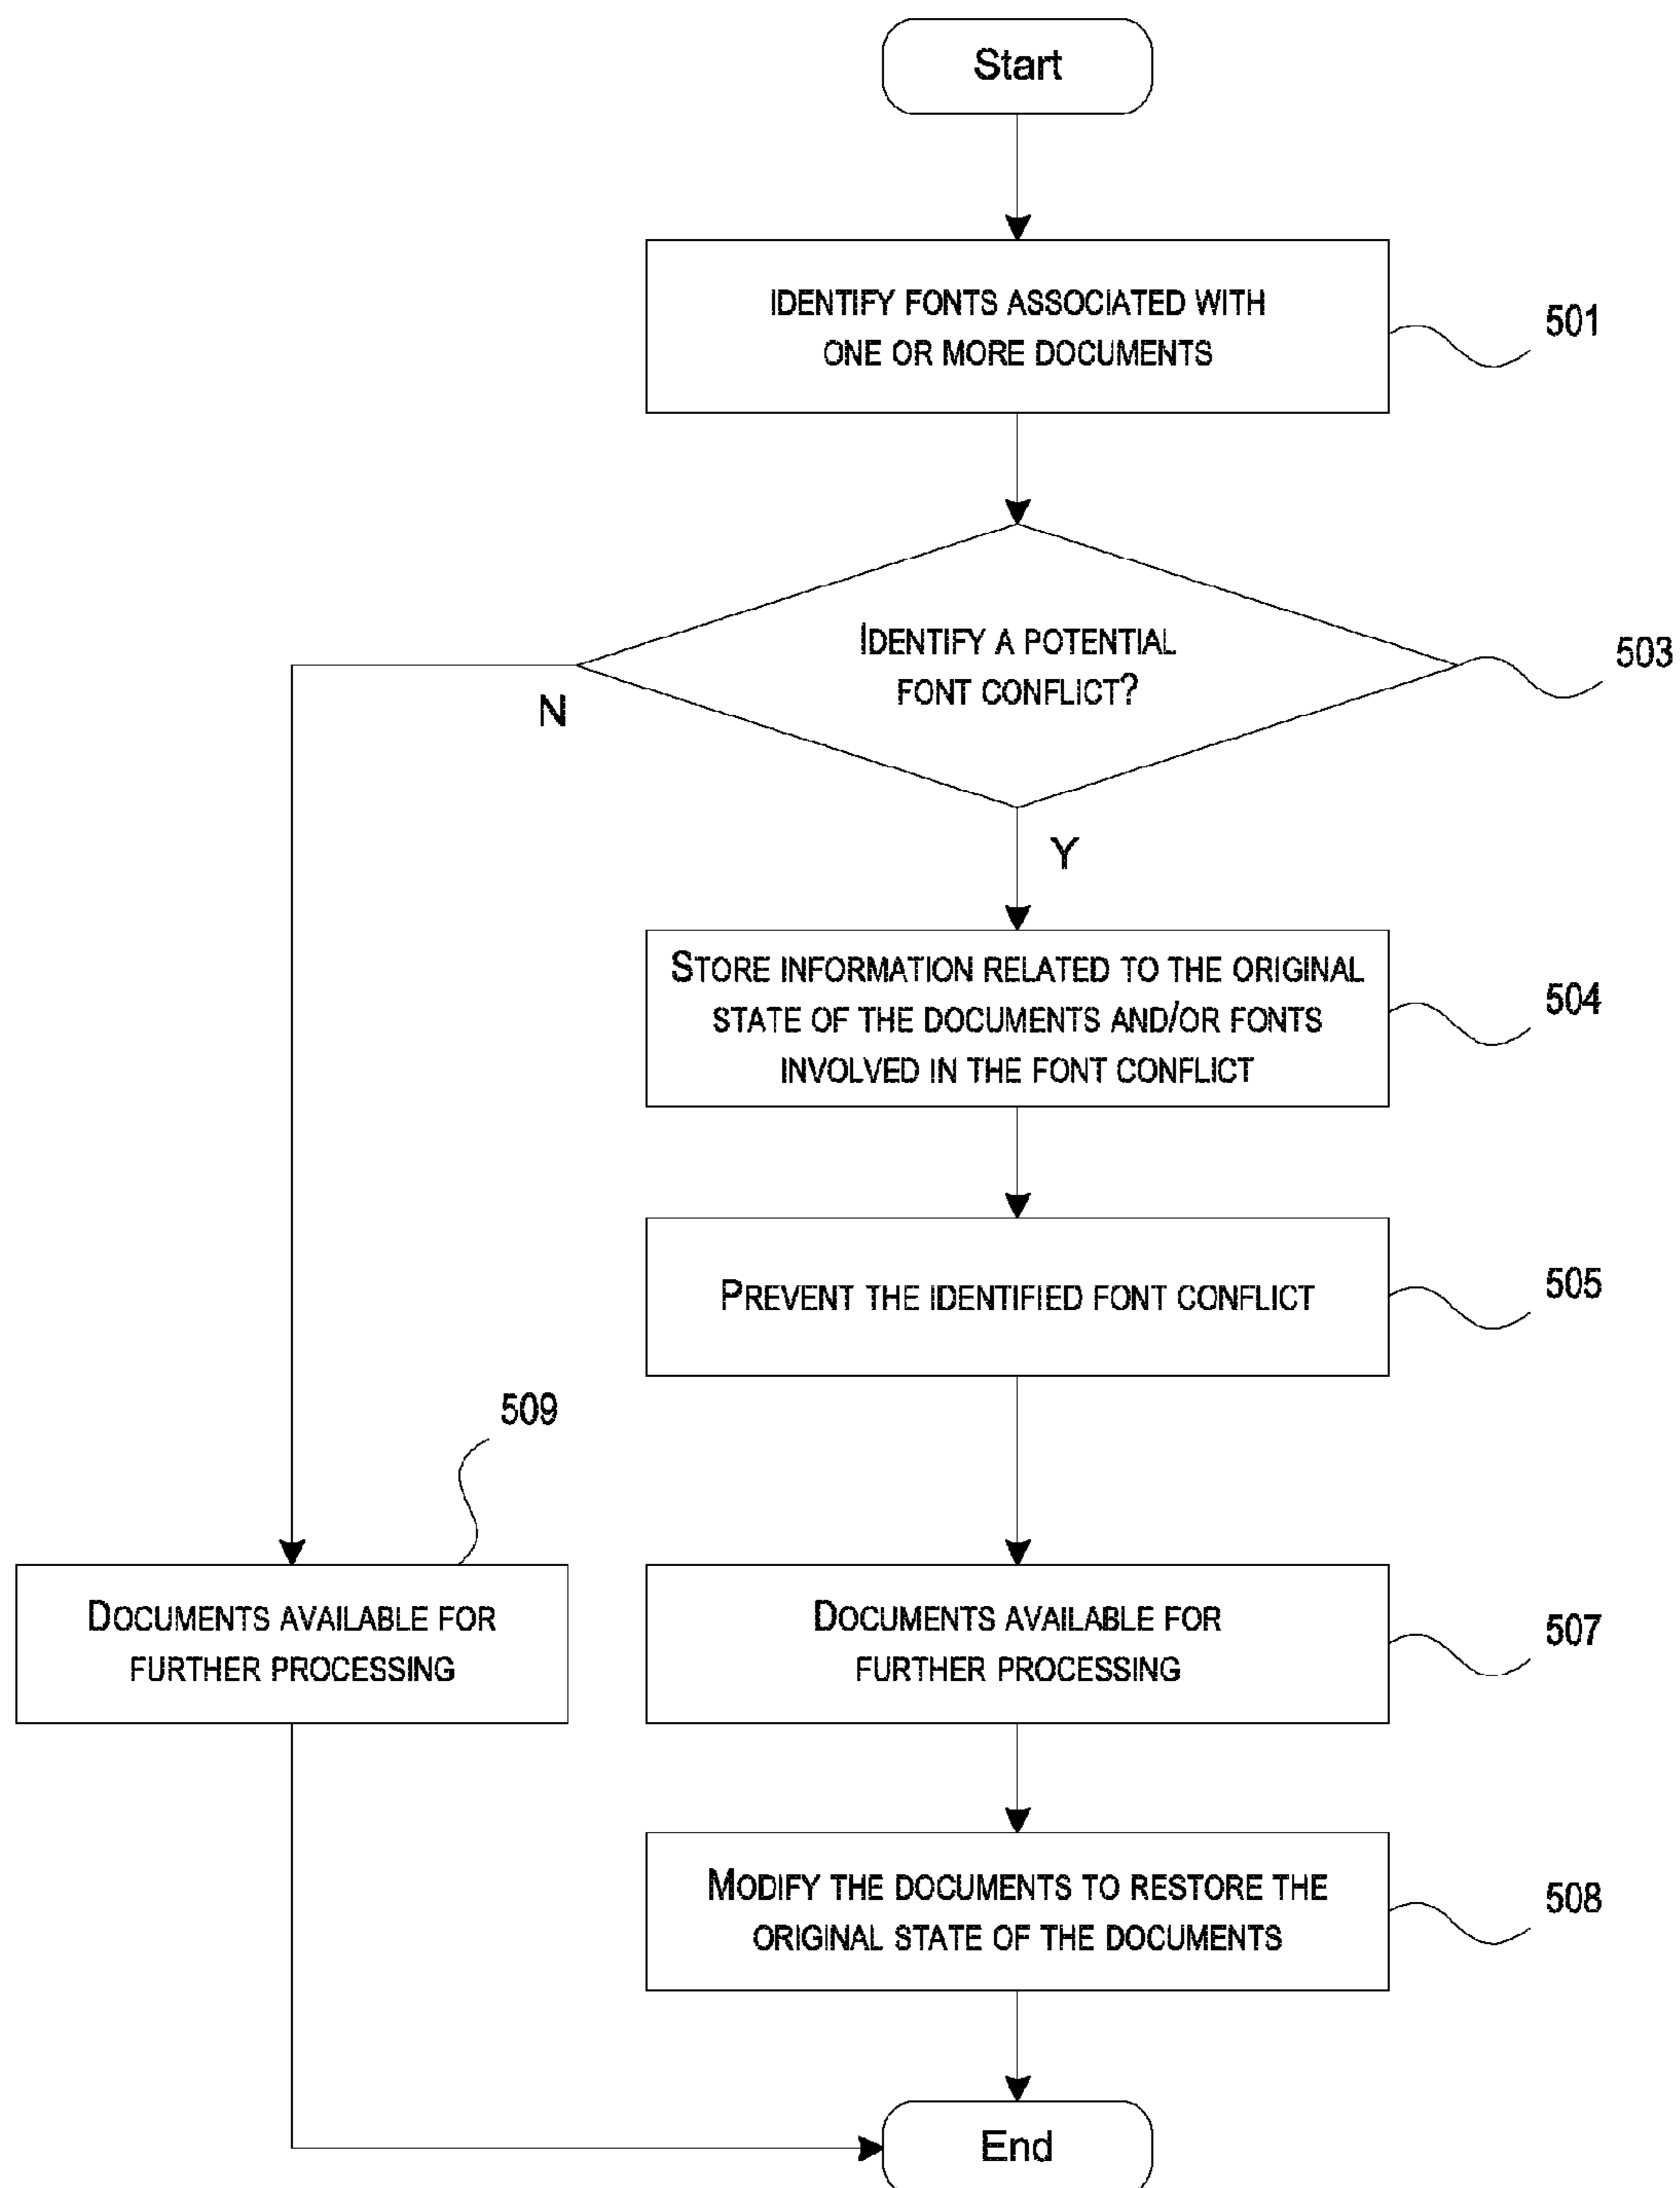 Start
IDENTIFY FONTS ASSOCIATED WITH
ONE OR MORE DOCUMENTS
501
IDENTIFY A POTENTIAL
FONT CONFLICT?
503
N
Y
STORE INFORMATION RELATED TO THE ORIGINAL
STATE OF THE DOCUMENTS AND/OR FONTS
INVOLVED IN THE FONT CONFLICT
504
PREVENT THE IDENTIFIED FONT CONFLICT
505
509
DOCUMENTS AVAILABLE FOR
FURTHER PROCESSING
DOCUMENTS AVAILABLE FOR
FURTHER PROCESSING
507
MODIFY THE DOCUMENTS TO RESTORE THE
ORIGINAL STATE OF THE DOCUMENTS
508
End